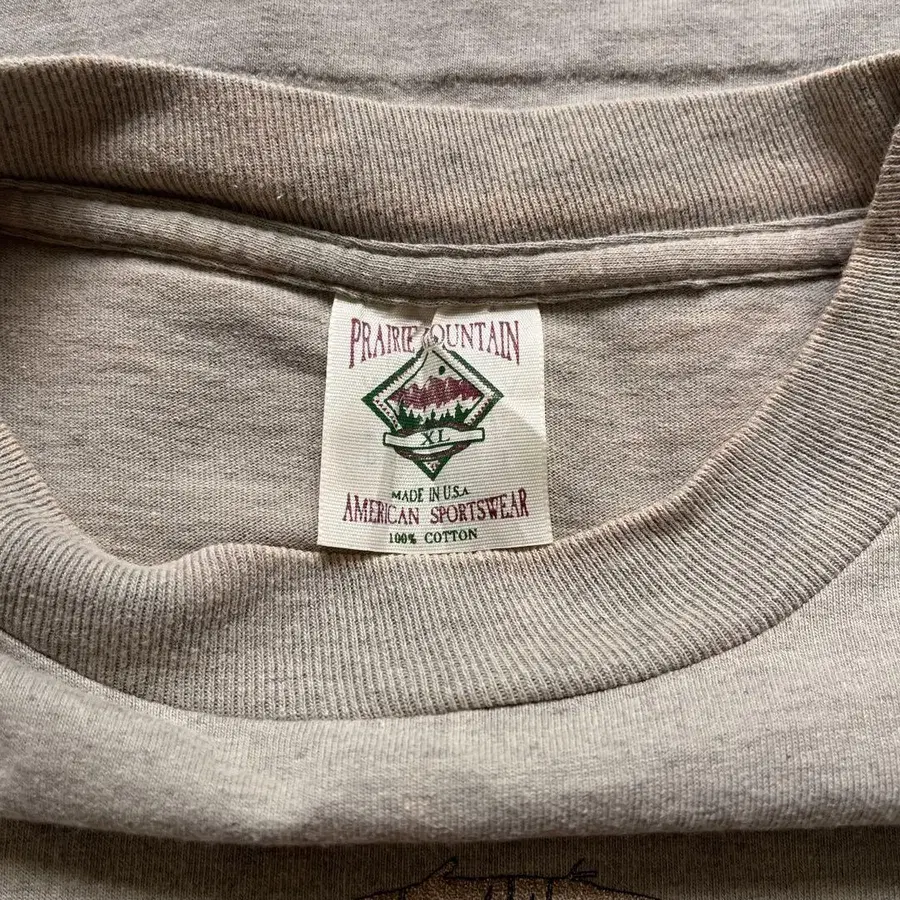 PRAIRIE MOUNTAIN
XL
MADE IN U.S.A
AMERICAN SPORTSWEAR
100% COTTON